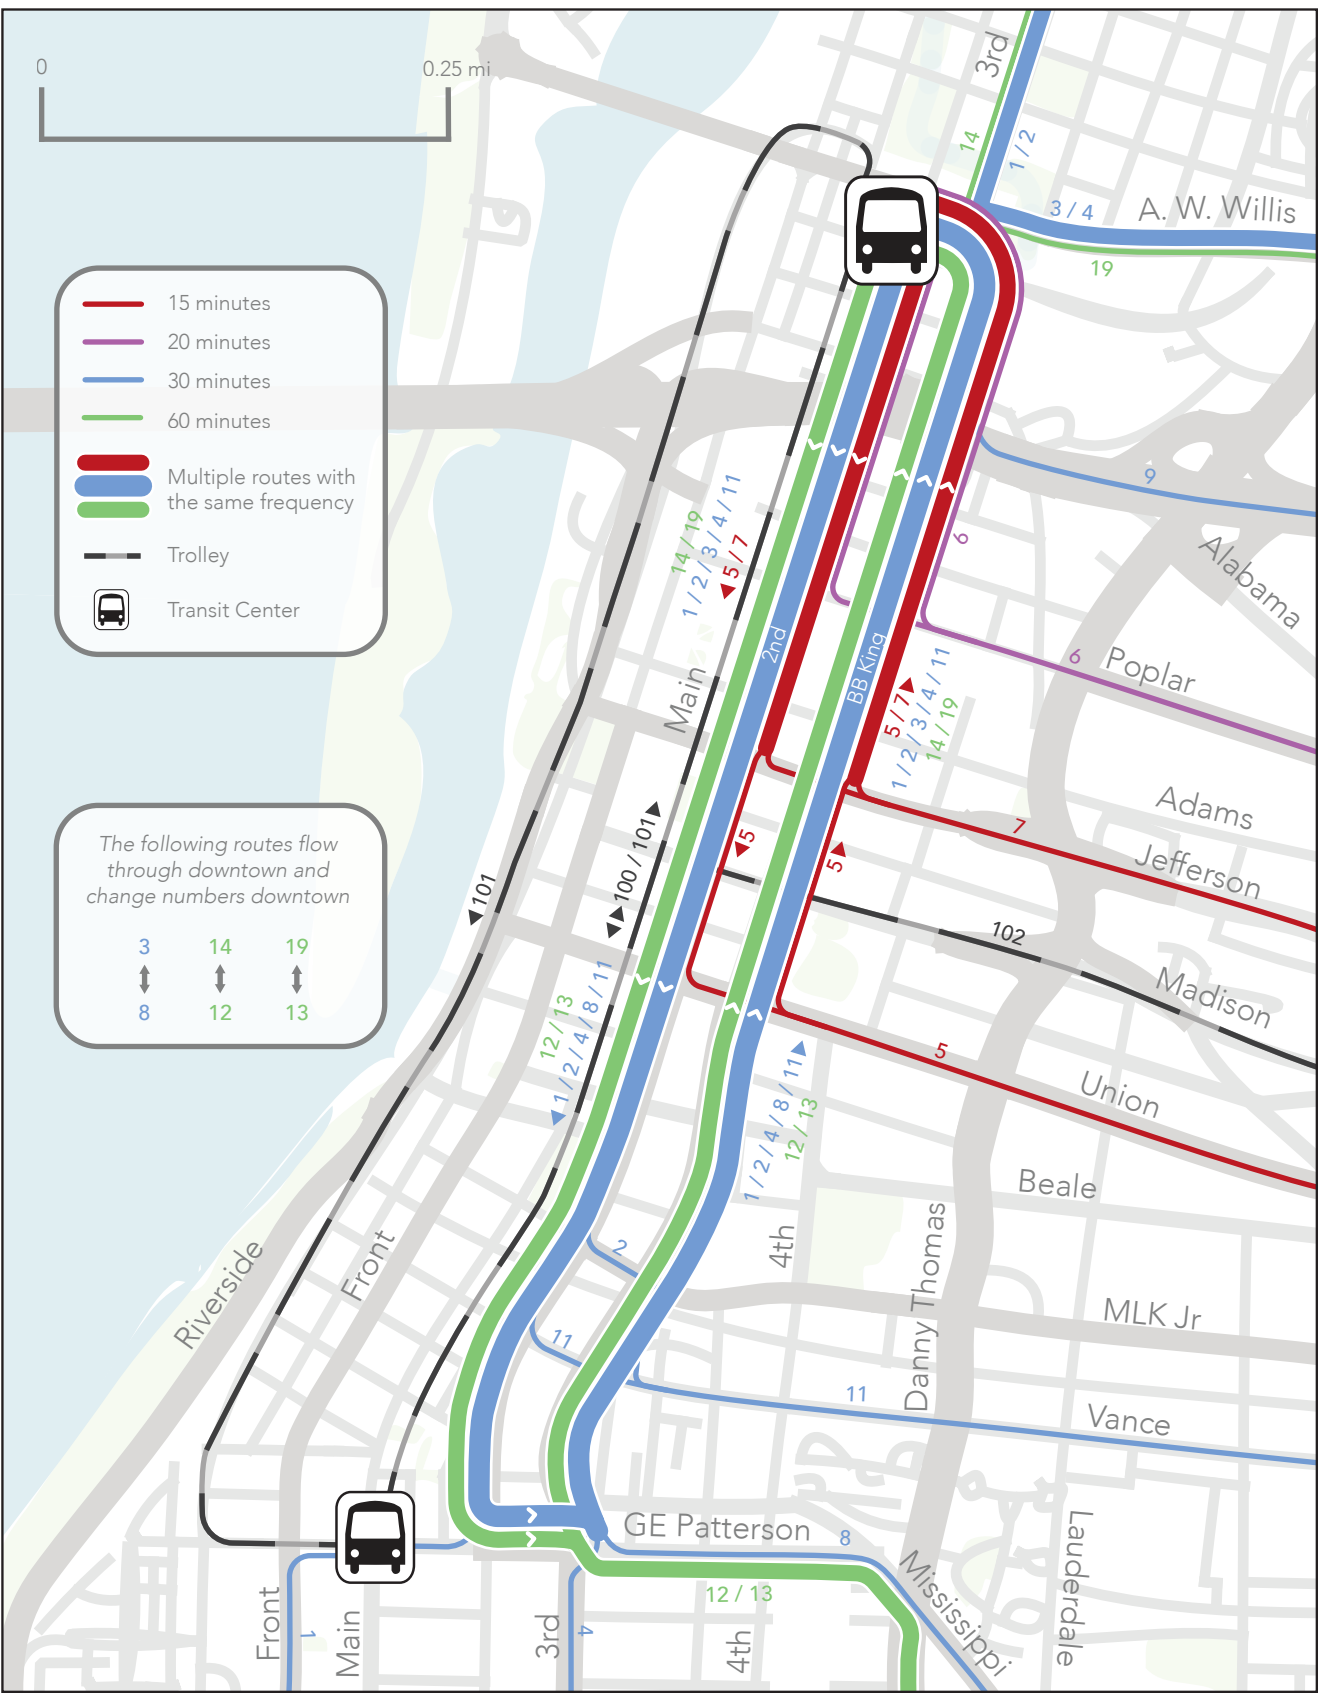 0
0.25 mi
3rd
14
1 / 2
3 / 4
A. W. Willis
19
15 minutes
20 minutes
30 minutes
60 minutes
Multiple routes with
the same frequency
Trolley
Transit Center
9
Alabama
14 / 19
1 / 2 / 3 / 4 / 11
5 / 7
6
2nd
BB King
Main
6
Poplar
5 / 7
1 / 2 / 3 / 4 / 11
14 / 19
Adams
7
Jefferson
5
5
100 / 101
101
102
Madison
The following routes flow
through downtown and
change numbers downtown
3
14
19
8
12
13
12 / 13
1 / 2 / 4 / 8 / 11
5
Union
1 / 2 / 4 / 8 / 11
12 / 13
Beale
4th
Danny Thomas
2
Riverside
Front
MLK Jr
11
11
Vance
GE Patterson
8
12 / 13
Front
1
Main
3rd
4
4th
Mississippi
Lauderdale